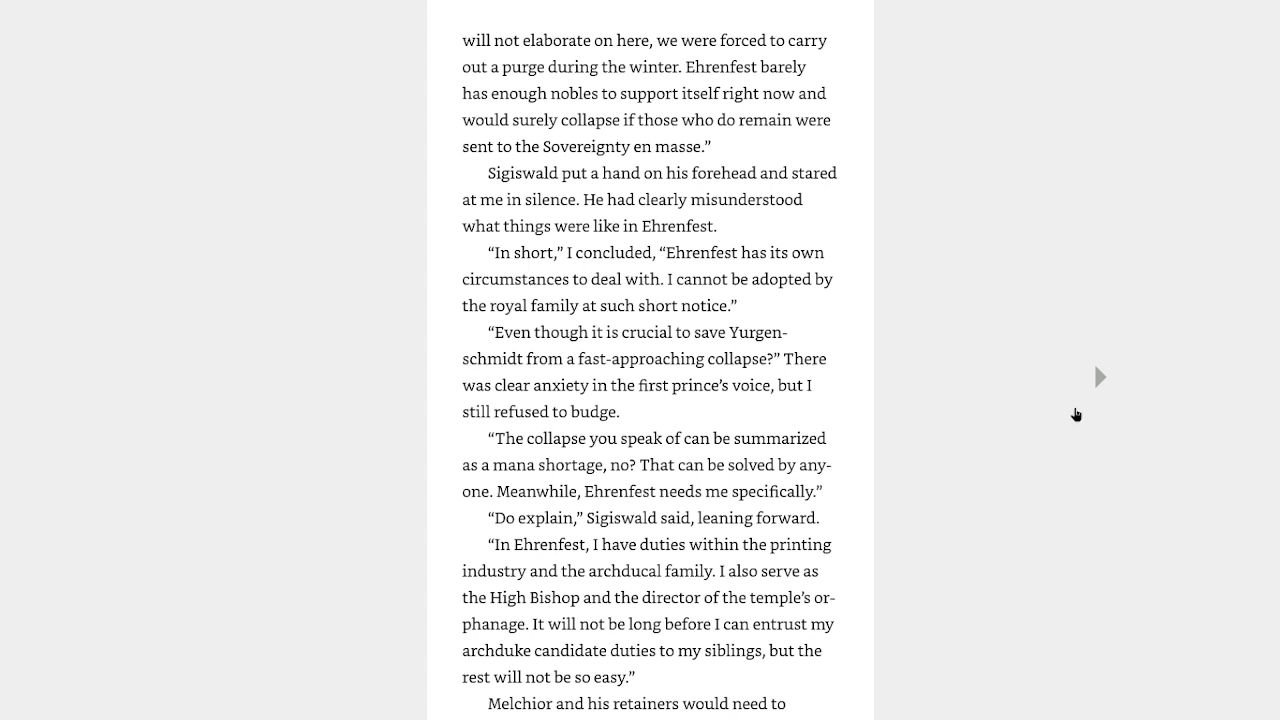 will not elaborate on here, we were forced to carry
out a purge during the winter. Ehrenfest barely
has enough nobles to support itself right now and
would surely collapse if those who do remain were
sent to the Sovereignty en masse.”
Sigiswald put a hand on his forehead and stared
at me in silence. He had clearly misunderstood
what things were like in Ehrenfest.
“In short,” I concluded, “Ehrenfest has its own
circumstances to deal with. I cannot be adopted by
the royal family at such short notice.”
“Even though it is crucial to save Yurgen-
schmidt from a fast-approaching collapse?” There
was clear anxiety in the first prince’s voice, but I
still refused to budge.
“The collapse you speak of can be summarized
as a mana shortage, no? That can be solved by any-
one. Meanwhile, Ehrenfest needs me specifically.”
“Do explain,” Sigiswald said, leaning forward.
“In Ehrenfest, I have duties within the printing
industry and the archducal family. I also serve as
the High Bishop and the director of the temple’s or-
phanage. It will not be long before I can entrust my
archduke candidate duties to my siblings, but the
rest will not be so easy.”
Melchior and his retainers would need to